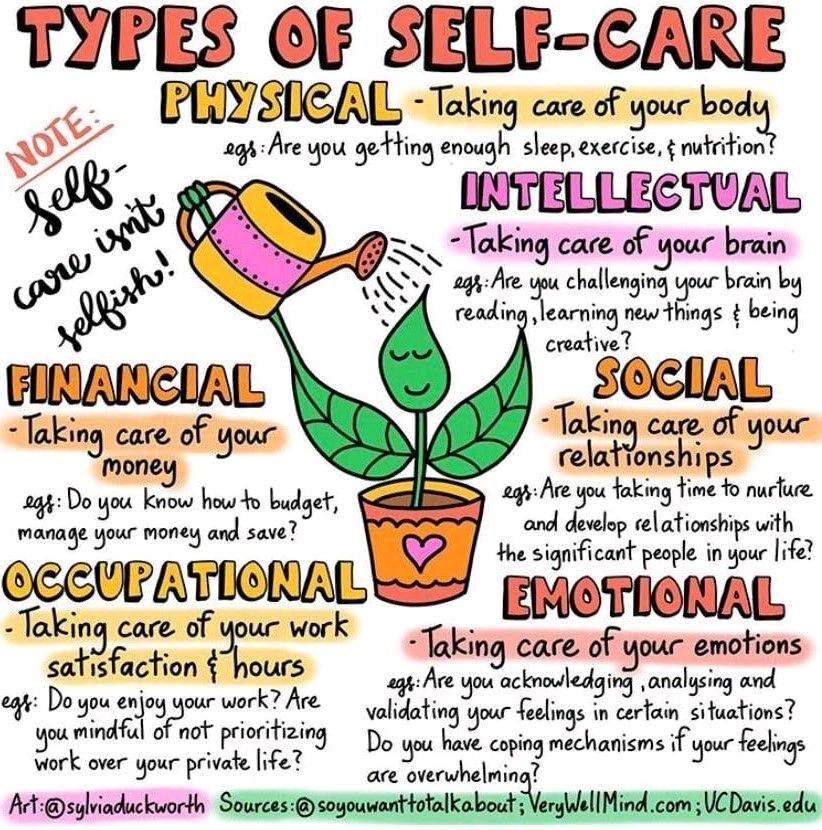 TYPES OF SELF-CARE
PHYSICAL - Taking care of your body
egs: Are you getting enough sleep, exercise, & nutrition?
NOTE:
Self-
care isn't
selfish!
INTELLECTUAL
- Taking care of your brain
egs: Are you challenging your brain by
reading, learning new things & being
creative?
FINANCIAL
- Taking care of your
money
egs: Do you know how to budget,
manage your money and save?
SOCIAL
- Taking care of your
relationships
egs: Are you taking time to nurture
and develop relationships with
the significant people in your life?
OCCUPATIONAL
- Taking care of your work
satisfaction & hours
egs: Do you enjoy your work? Are
you mindful of not prioritizing
work over your private life?
EMOTIONAL
- Taking care of your emotions
egs: Are you acknowledging, analysing and
validating your feelings in certain situations?
Do you have coping mechanisms if your feelings
are overwhelming?
Art: @sylviaduckworth Sources: @soyouwanttotalkabout; VeryWellMind.com; UCDavis.edu